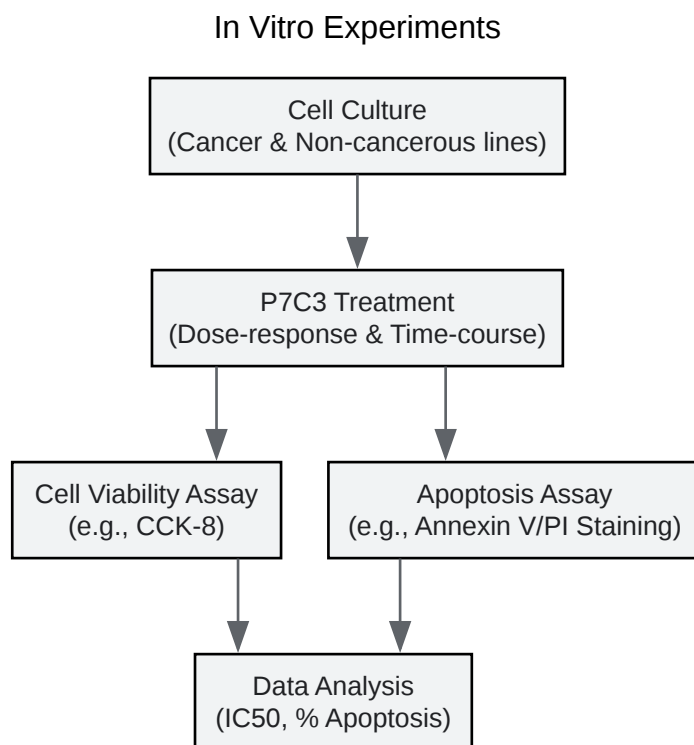 In Vitro Experiments
Cell Culture
(Cancer & Non-cancerous lines)
P7C3 Treatment
(Dose-response & Time-course)
Cell Viability Assay
(e.g., CCK-8)
Apoptosis Assay
(e.g., Annexin V/PI Staining)
Data Analysis
(IC50, % Apoptosis)